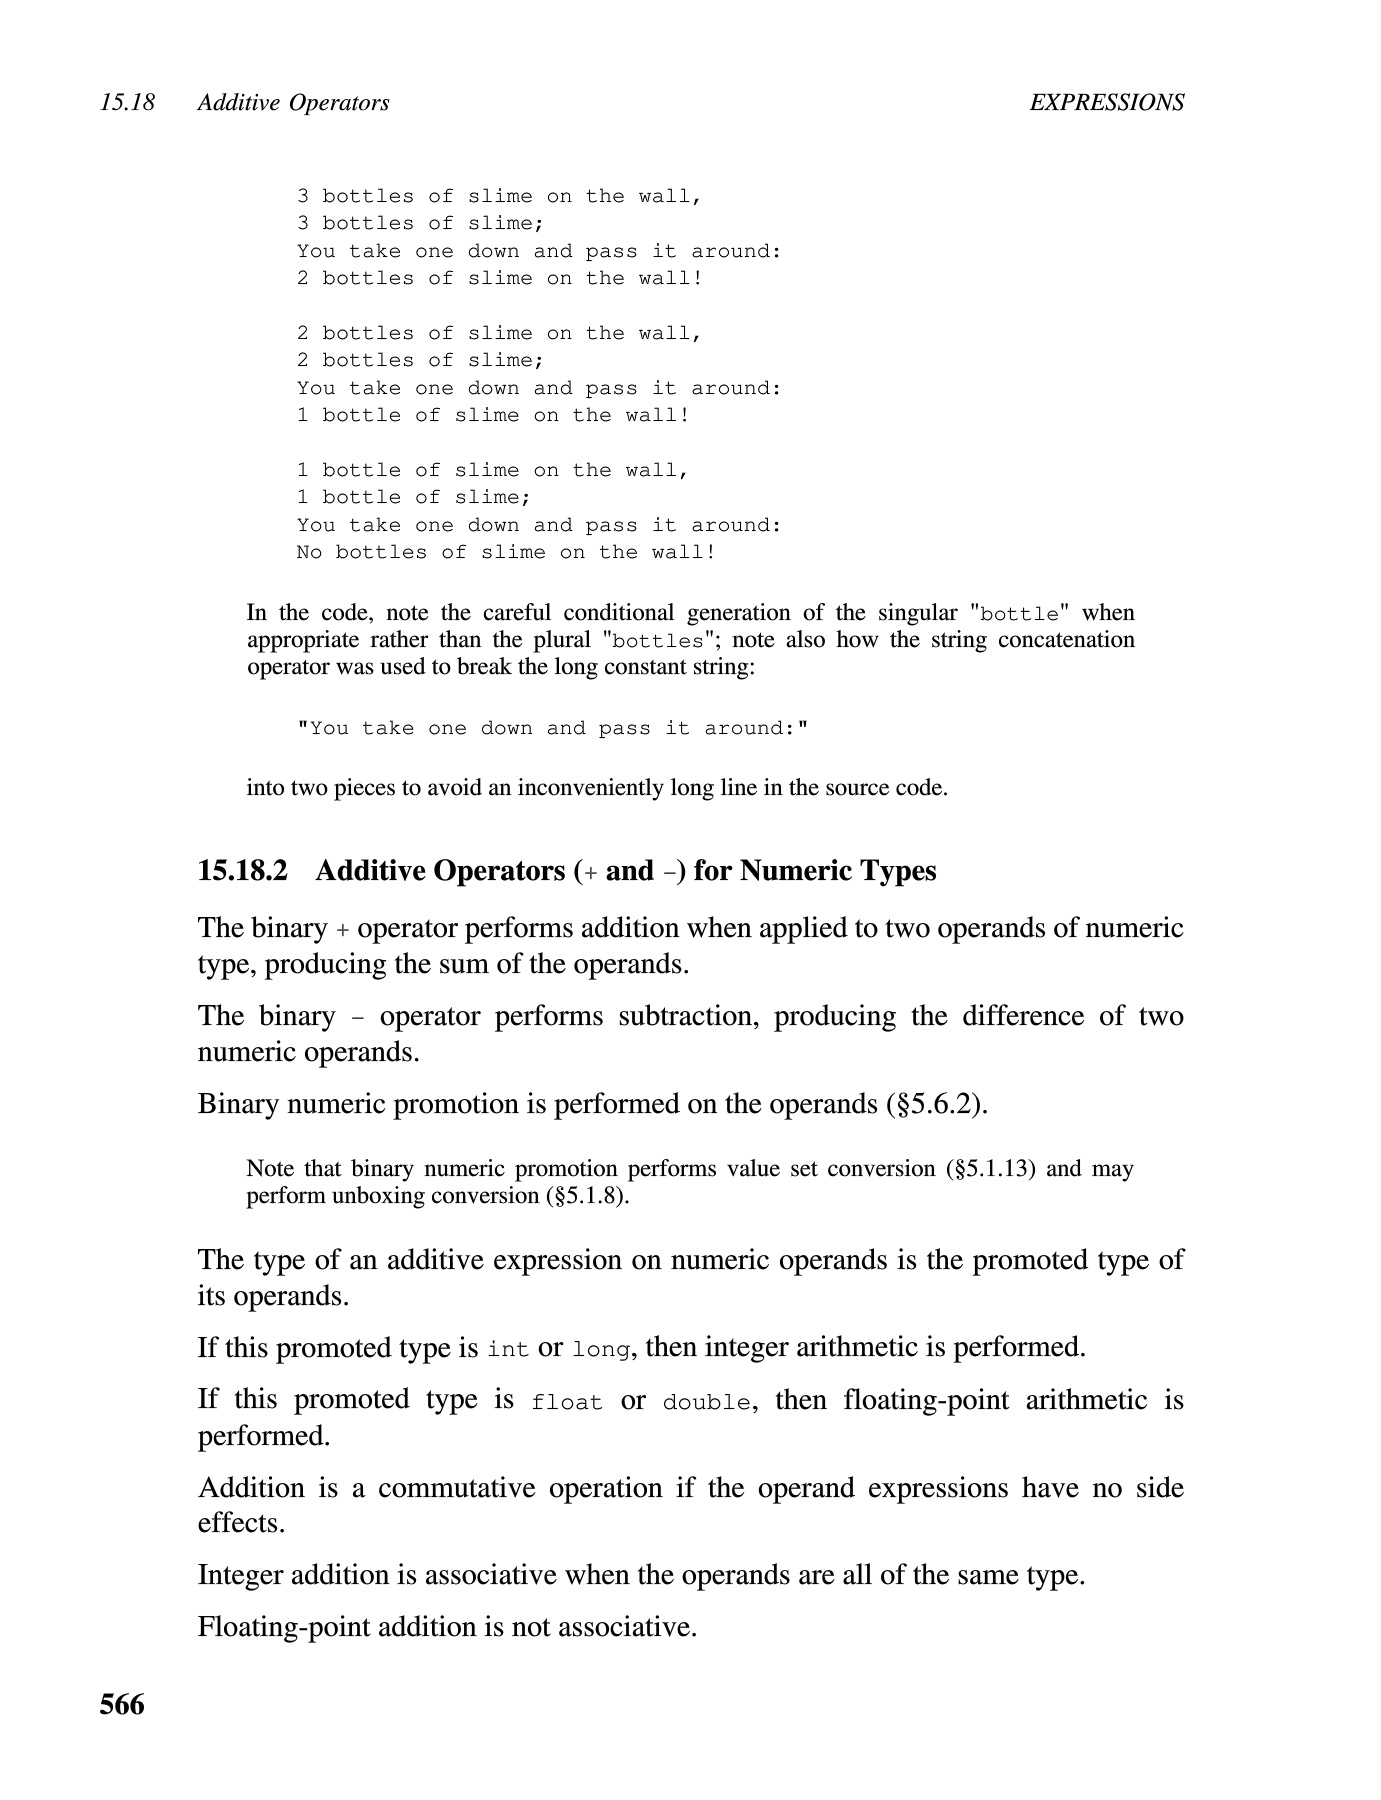 15.18 Additive Operators EXPRESSIONS
3 bottles of slime on the wall,
3 bottles of slime;
You take one down and pass it around:
2 bottles of slime on the wall!
2 bottles of slime on the wall,
2 bottles of slime;
You take one down and pass it around:
1 bottle of slime on the wall!
1 bottle of slime on the wall,
1 bottle of slime;
You take one down and pass it around:
No bottles of slime on the wall!
In the code, note the careful conditional generation of the singular "bottle" when
appropriate rather than the plural "bottles"; note also how the string concatenation
operator was used to break the long constant string:
"You take one down and pass it around:"
into two pieces to avoid an inconveniently long line in the source code.
15.18.2 Additive Operators (+ and -) for Numeric Types
The binary + operator performs addition when applied to two operands of numeric
type, producing the sum of the operands.
The binary - operator performs subtraction, producing the difference of two
numeric operands.
Binary numeric promotion is performed on the operands (§5.6.2).
Note that binary numeric promotion performs value set conversion (§5.1.13) and may
perform unboxing conversion (§5.1.8).
The type of an additive expression on numeric operands is the promoted type of
its operands.
If this promoted type is int or long, then integer arithmetic is performed.
If this promoted type is float or double, then floating-point arithmetic is
performed.
Addition is a commutative operation if the operand expressions have no side
effects.
Integer addition is associative when the operands are all of the same type.
Floating-point addition is not associative.
566